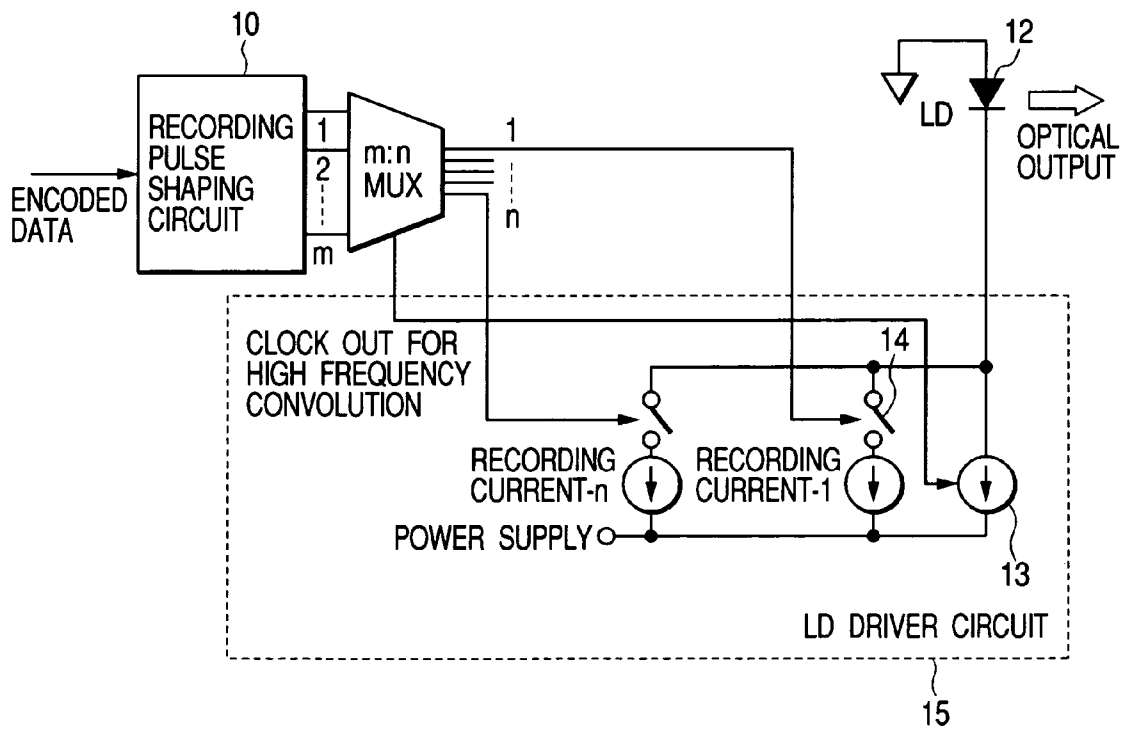 10
12
RECORDING
PULSE
SHAPING
CIRCUIT
ENCODED
DATA
1
2
m
m:n
MUX
1
n
LD
OPTICAL
OUTPUT
CLOCK OUT FOR
HIGH FREQUENCY
CONVOLUTION
14
RECORDING
CURRENT-n
RECORDING
CURRENT-1
POWER SUPPLY
13
LD DRIVER CIRCUIT
15